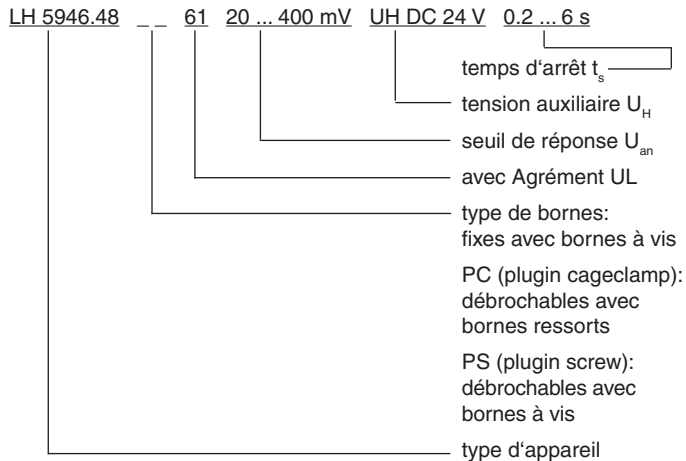 LH 5946.48 _ _ 61 20 ... 400 mV UH DC 24 V 0.2 ... 6 s
temps d‘arrêt ts
tension auxiliaire UH
seuil de réponse Uan
avec Agrément UL
type de bornes:
fixes avec bornes à vis
PC (plugin cageclamp):
débrochables avec
bornes ressorts
PS (plugin screw):
débrochables avec
bornes à vis
type d‘appareil